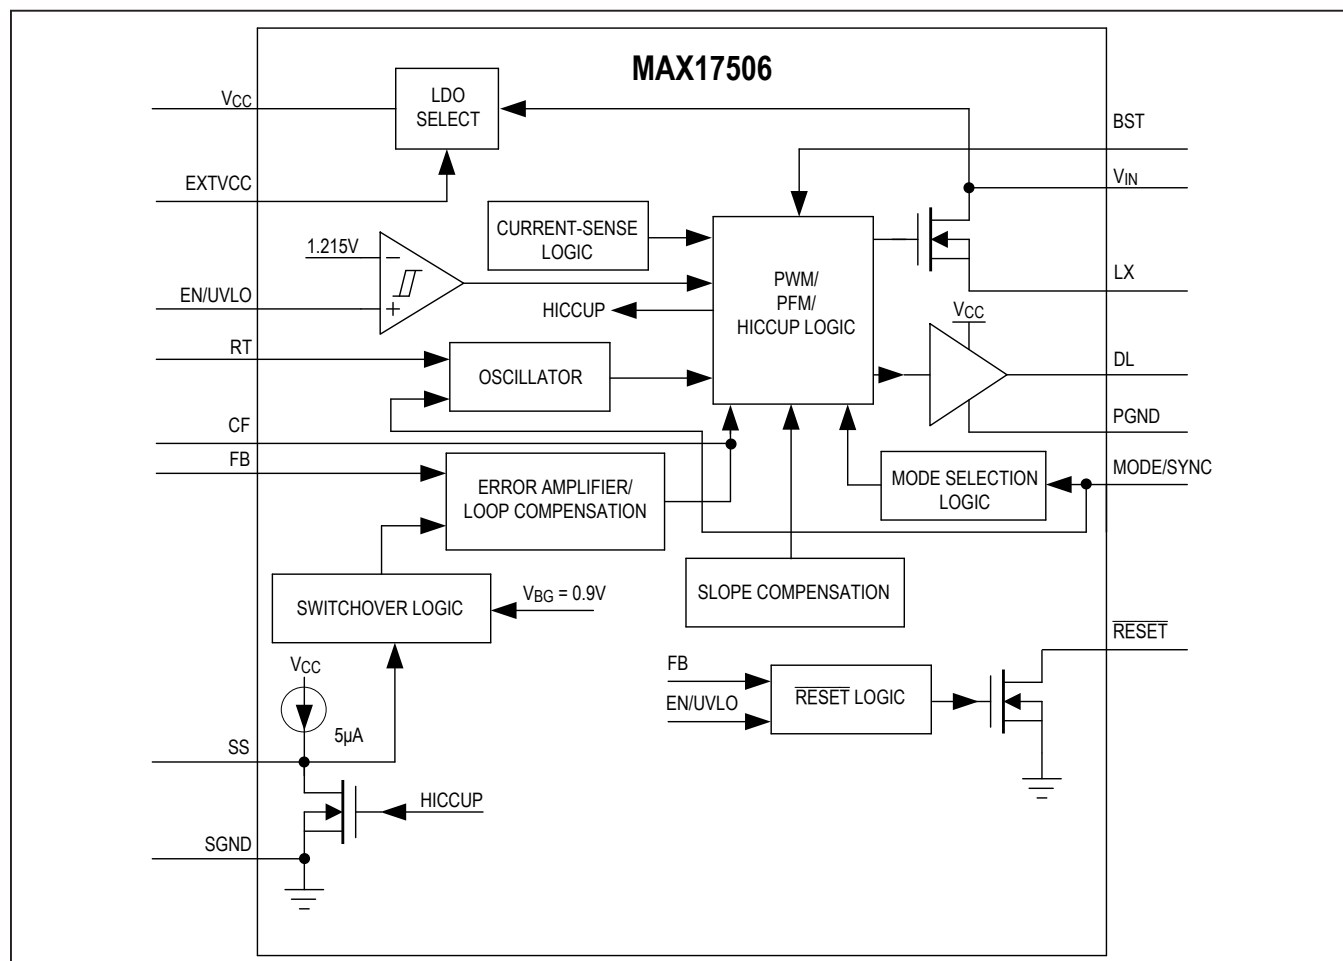 MAX17506
VCC
LDO
SELECT
BST
EXTVCC
VIN
CURRENT-SENSE
LOGIC
1.215V
−
+
PWM/
PFM/
HICCUP LOGIC
LX
EN/UVLO
HICCUP
VCC
RT
OSCILLATOR
DL
CF
PGND
FB
ERROR AMPLIFIER/
LOOP COMPENSATION
MODE SELECTION
LOGIC
MODE/SYNC
SWITCHOVER LOGIC
VBG = 0.9V
SLOPE COMPENSATION
RESET
VCC
FB
EN/UVLO
RESET LOGIC
5µA
SS
HICCUP
SGND